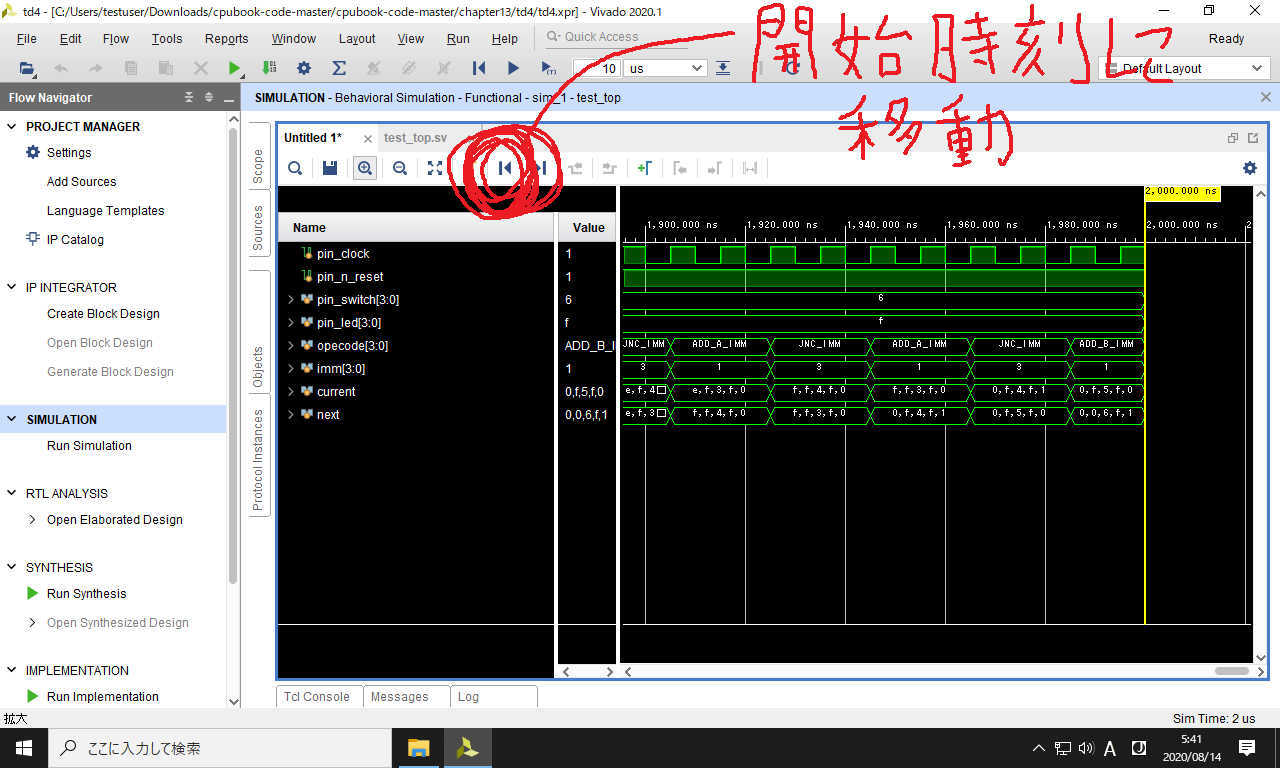 td4 - [C:/Users/testuser/Downloads/cpubook-code-master/cpubook-code-master/chapter13/td4/td4.xpr] - Vivado 2020.1
File Edit Flow Tools Reports Window Layout View Run Help Quick Access Ready
10 us Default Layout
開始時刻に
移動
Flow Navigator
PROJECT MANAGER
Settings
Add Sources
Language Templates
IP Catalog
IP INTEGRATOR
Create Block Design
Open Block Design
Generate Block Design
SIMULATION
Run Simulation
RTL ANALYSIS
Open Elaborated Design
SYNTHESIS
Run Synthesis
Open Synthesized Design
IMPLEMENTATION
Run Implementation
SIMULATION - Behavioral Simulation - Functional - sim_1 - test_top
Scope
Sources
Objects
Protocol Instances
Untitled 1* test_top.sv
2,000.000 ns
Name Value 1,900.000 ns 1,920.000 ns 1,940.000 ns 1,960.000 ns 1,980.000 ns 2,000.000 ns 2
pin_clock 1
pin_n_reset 1
pin_switch[3:0] 6 6
pin_led[3:0] f f
opecode[3:0] ADD_B_I JNC_IMM ADD_A_IMM JNC_IMM ADD_A_IMM JNC_IMM ADD_B_IMM
imm[3:0] 1 3 1 3 1 3 1
current 0,f,5,f,0 e,f,4 e,f,3,f,0 f,f,4,f,0 f,f,3,f,0 0,f,4,f,1 0,f,5,f,0
next 0,0,6,f,1 e,f,3 f,f,4,f,0 f,f,3,f,0 0,f,4,f,1 0,f,5,f,0 0,0,6,f,1
Tcl Console Messages Log
拡大 Sim Time: 2 us
ここに入力して検索
A J
5:41
2020/08/14